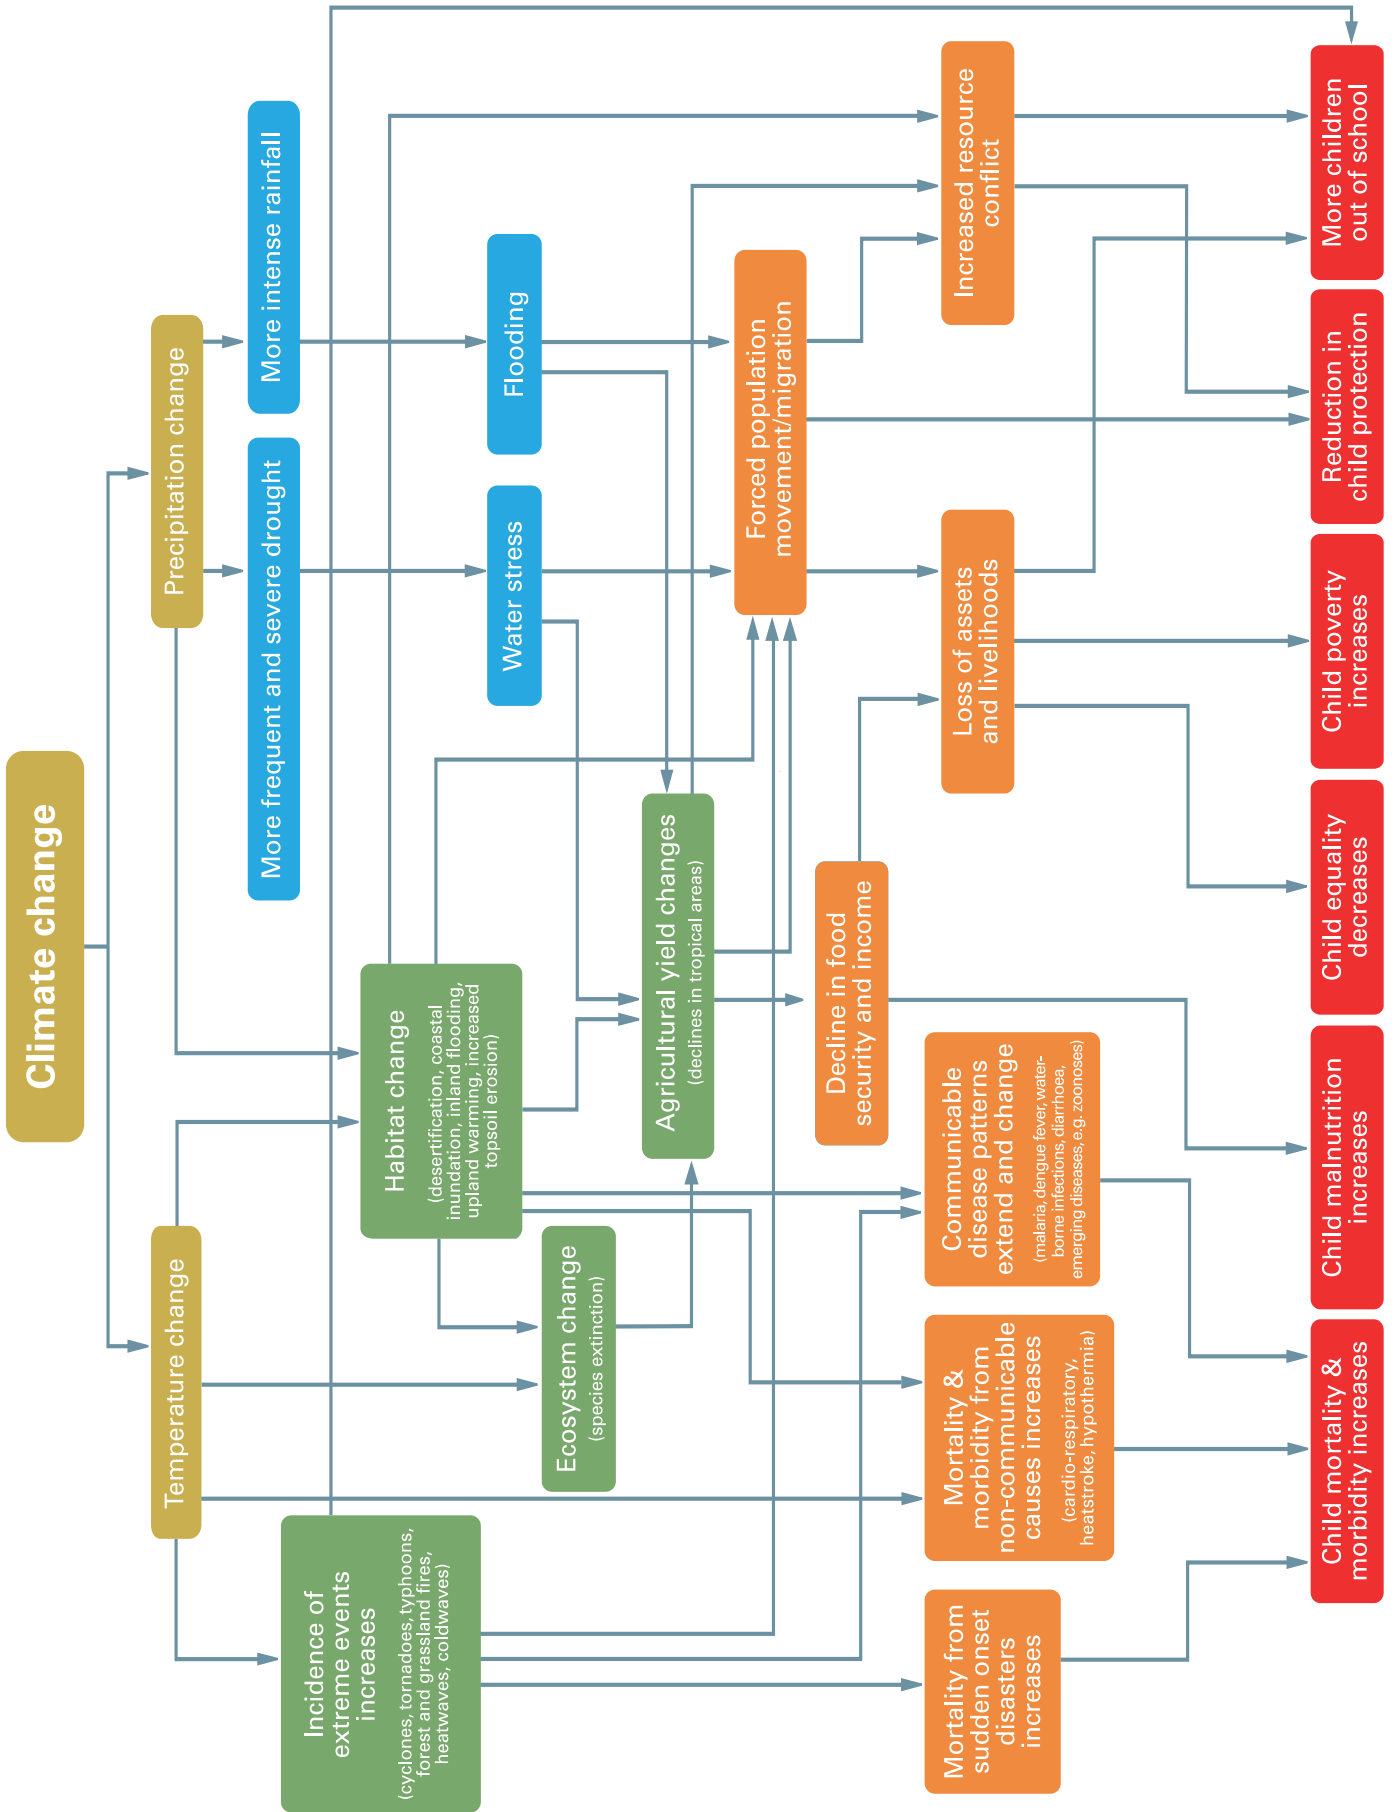 Climate change
Temperature change
Precipitation change
More frequent and severe drought
More intense rainfall
Incidence of
extreme events
increases
(cyclones, tornadoes, typhoons,
forest and grassland fires,
heatwaves, coldwaves)
Habitat change
(desertification, coastal
inundation, inland flooding,
upland warming, increased
topsoil erosion)
Water stress
Flooding
Ecosystem change
(species extinction)
Agricultural yield changes
(declines in tropical areas)
Forced population
movement/migration
Decline in food
security and income
Mortality from
sudden onset
disasters
increases
Mortality &
morbidity from
non-communicable
causes increases
(cardio-respiratory,
heatstroke, hypothermia)
Communicable
disease patterns
extend and change
(malaria, dengue fever, water-
borne infections, diarrhoea,
emerging diseases, e.g. zoonoses)
Loss of assets
and livelihoods
Increased resource
conflict
Child mortality &
morbidity increases
Child malnutrition
increases
Child equality
decreases
Child poverty
increases
Reduction in
child protection
More children
out of school